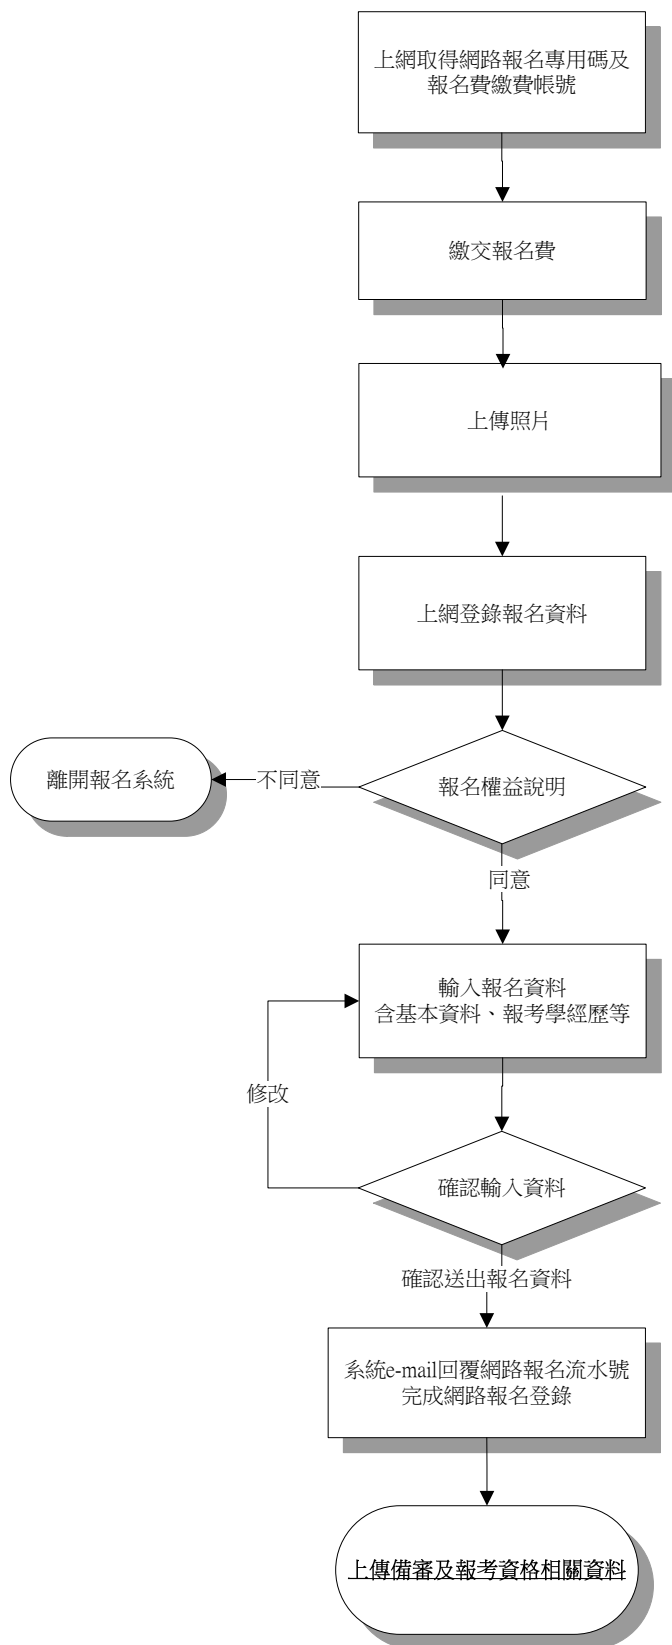 上網取得網路報名專用碼及
報名費繳費帳號
繳交報名費
上傳照片
上網登錄報名資料
離開報名系統
不同意
報名權益說明
同意
輸入報名資料
含基本資料、報考學經歷等
修改
確認輸入資料
確認送出報名資料
系統e-mail回覆網路報名流水號
完成網路報名登錄
上傳備審及報考資格相關資料